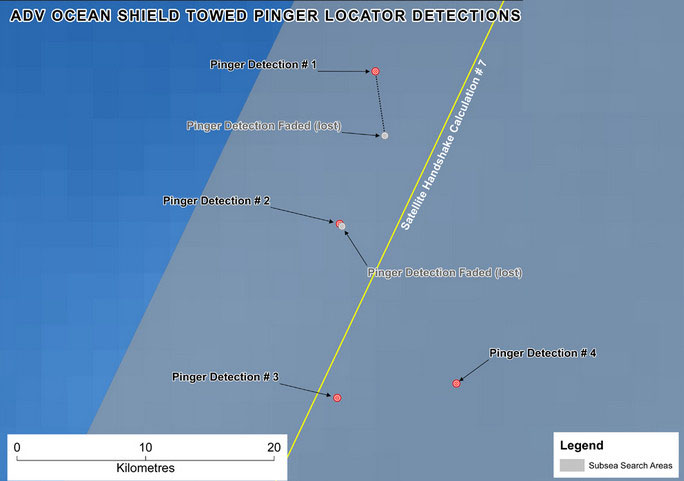 ADV OCEAN SHIELD TOWED PINGER LOCATOR DETECTIONS
Pinger Detection # 1
Satellite Handshake Calculation # 7
Pinger Detection Faded (lost)
Pinger Detection # 2
Pinger Detection Faded (lost)
Pinger Detection # 4
Pinger Detection # 3
0 10 20
Kilometres
Legend
Subsea Search Areas